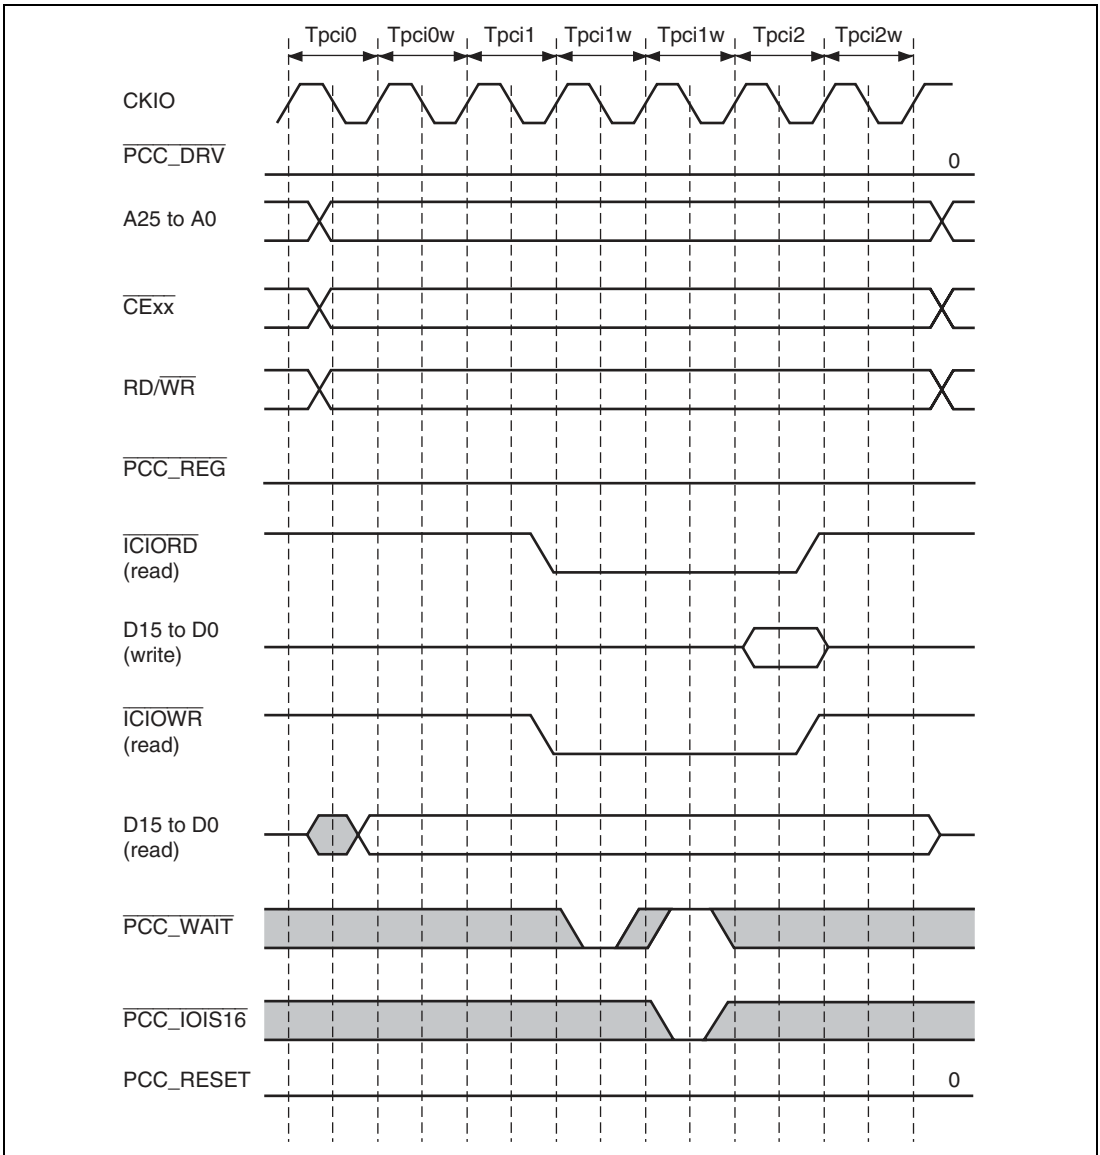 Tpci0 Tpci0w Tpci1 Tpci1w Tpci1w Tpci2 Tpci2w
CKIO
PCC_DRV 0
A25 to A0
CExx
RD/WR
PCC_REG
ICIORD
(read)
D15 to D0
(write)
ICIOWR
(read)
D15 to D0
(read)
PCC_WAIT
PCC_IOIS16
PCC_RESET 0